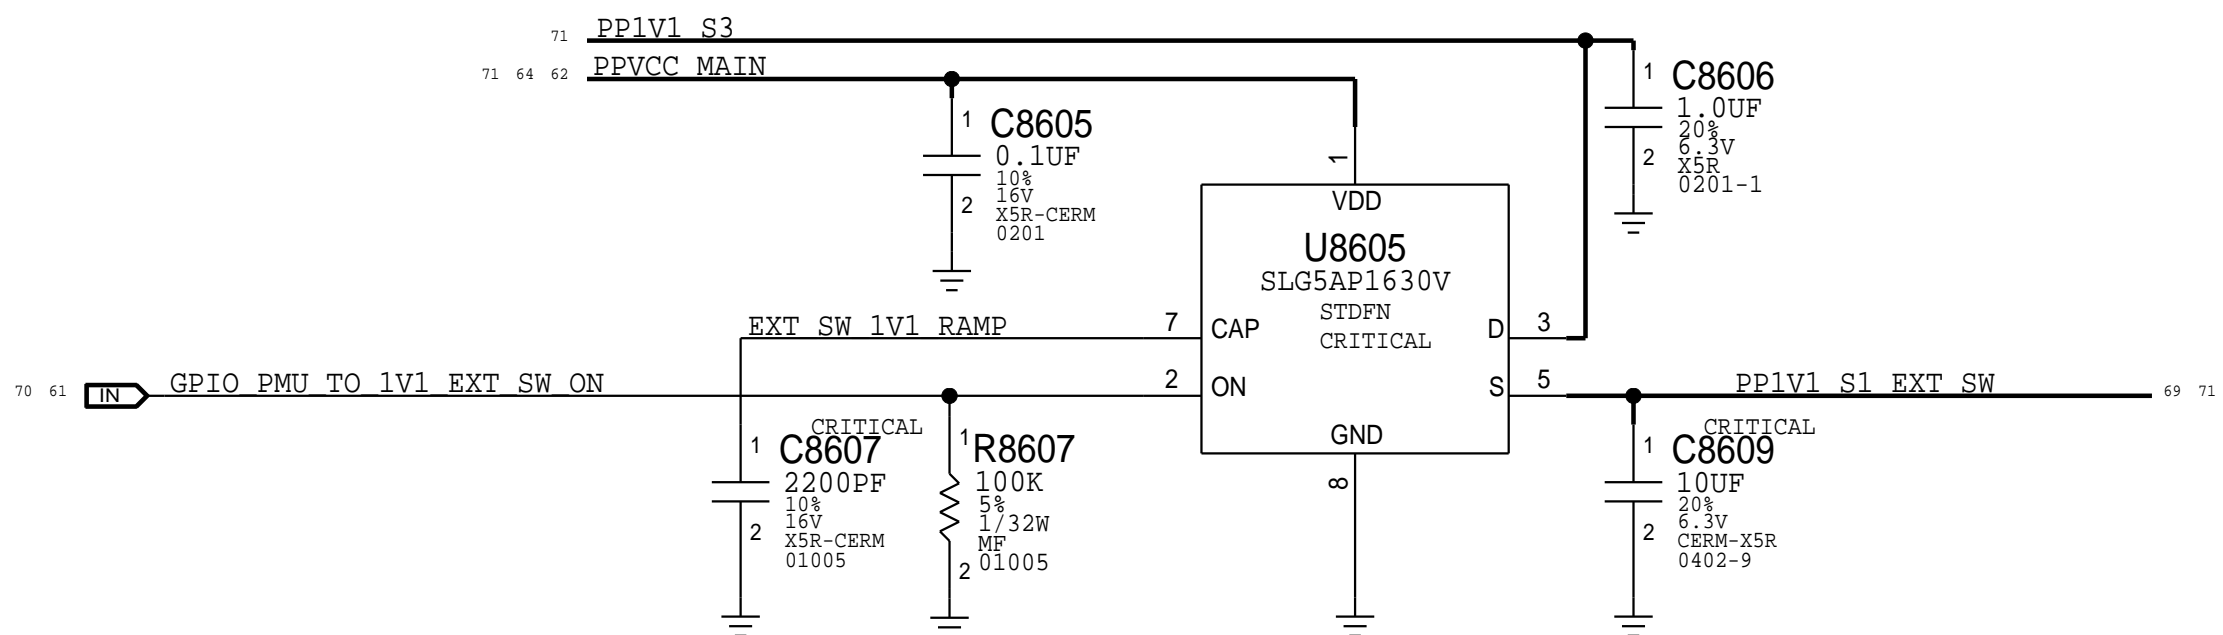 71 PP1V1_S3
71 64 62 PPVCC_MAIN
1
C8606
1.0UF
20%
6.3V
X5R
0201-1
2
1
C8605
0.1UF
10%
16V
X5R-CERM
0201
2
1
VDD
U8605
SLG5AP1630V
STDFN
CRITICAL
EXT_SW_1V1_RAMP
7 CAP
D 3
70 61 IN GPIO_PMU_TO_1V1_EXT_SW_ON
2 ON
S 5
PP1V1_S1_EXT_SW 69 71
GND
8
CRITICAL
1
C8607
2200PF
10%
16V
X5R-CERM
01005
2
1
R8607
100K
5%
1/32W
MF
01005
2
CRITICAL
1
C8609
10UF
20%
6.3V
CERM-X5R
0402-9
2